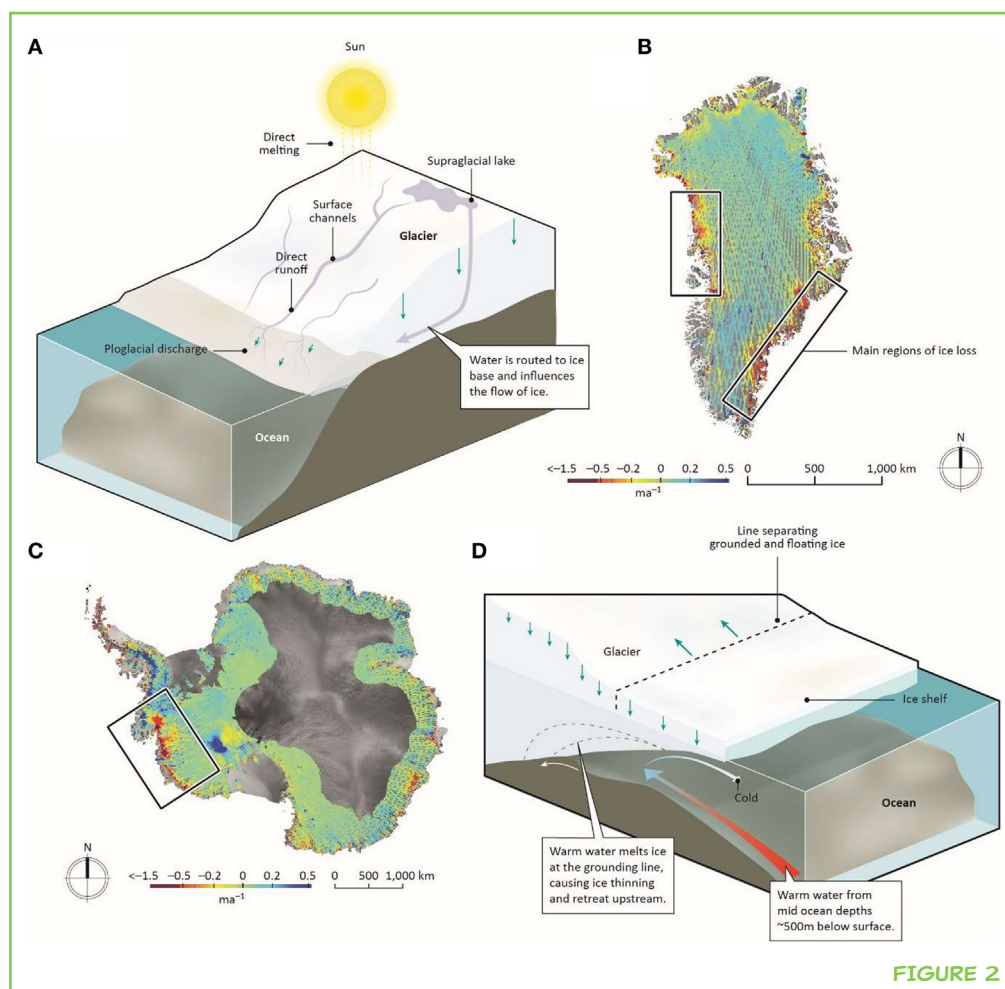 A
Sun
Direct
melting
Supraglacial lake
Surface
channels
Glacier
Direct
runoff
Ploglacial discharge
Water is routed to ice
base and influences
the flow of ice.
Ocean
B
Main regions of ice loss
N
<−1.5 −0.5 −0.2 0 0.2 0.5
ma⁻¹
0 500 1,000 km
C
N
<−1.5 −0.5 −0.2 0 0.2 0.5
ma⁻¹
0 500 1,000 km
D
Line separating
grounded and floating ice
Glacier
Ice shelf
Cold
Ocean
Warm water melts ice
at the grounding line,
causing ice thinning
and retreat upstream.
Warm water from
mid ocean depths
~500m below surface.
FIGURE 2